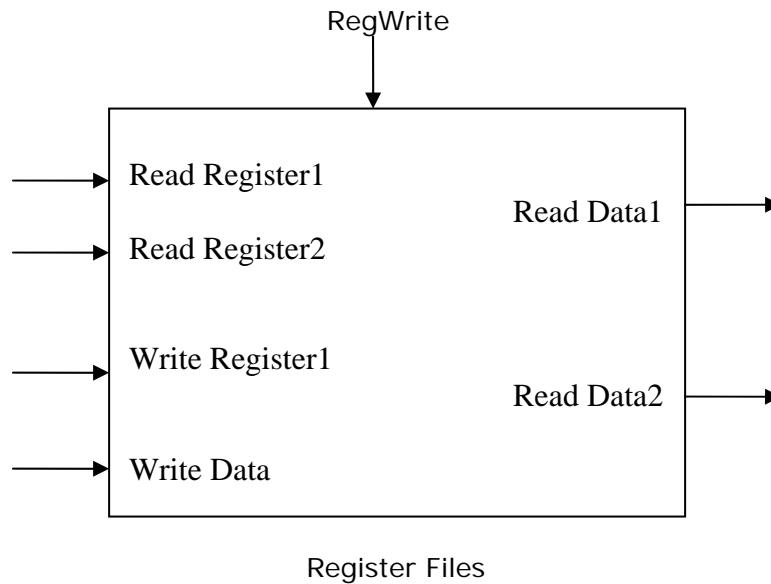 RegWrite
Read Register1
Read Data1
Read Register2
Write Register1
Read Data2
Write Data
Register Files